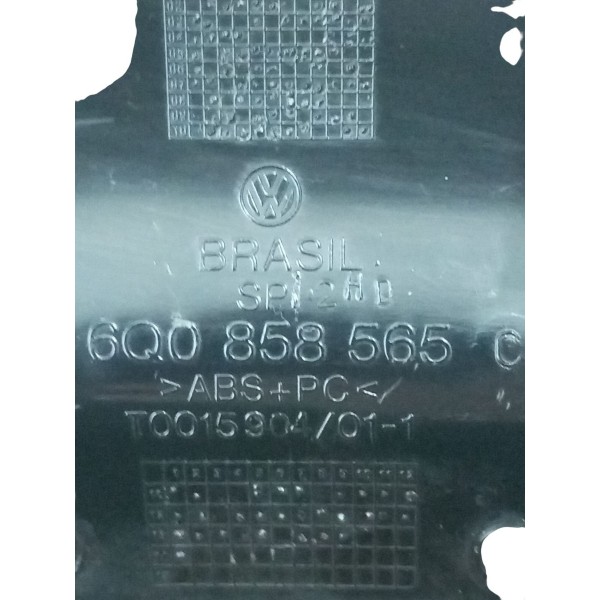 BRASIL
6Q0 858 565 C
>ABS+PC<
T0015904/01-1